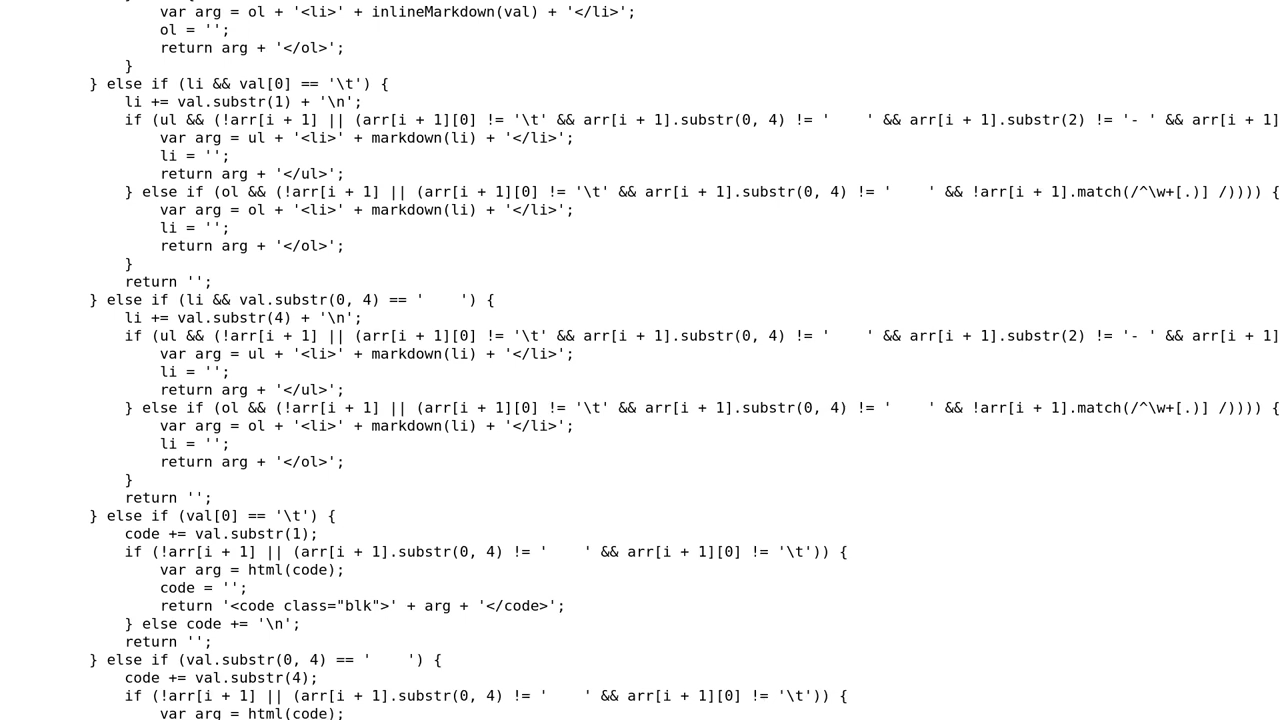 var arg = ol + '<li>' + inlineMarkdown(val) + '</li>';
ol = '';
return arg + '</ol>';
}
} else if (li && val[0] == '\t') {
li += val.substr(1) + '\n';
if (ul && (!arr[i + 1] || (arr[i + 1][0] != '\t' && arr[i + 1].substr(0, 4) != '    ' && arr[i + 1].substr(2) != '- ' && arr[i + 1]
var arg = ul + '<li>' + markdown(li) + '</li>';
li = '';
return arg + '</ul>';
} else if (ol && (!arr[i + 1] || (arr[i + 1][0] != '\t' && arr[i + 1].substr(0, 4) != '    ' && !arr[i + 1].match(/^\w+[.)] /)))) {
var arg = ol + '<li>' + markdown(li) + '</li>';
li = '';
return arg + '</ol>';
}
return '';
} else if (li && val.substr(0, 4) == '    ') {
li += val.substr(4) + '\n';
if (ul && (!arr[i + 1] || (arr[i + 1][0] != '\t' && arr[i + 1].substr(0, 4) != '    ' && arr[i + 1].substr(2) != '- ' && arr[i + 1]
var arg = ul + '<li>' + markdown(li) + '</li>';
li = '';
return arg + '</ul>';
} else if (ol && (!arr[i + 1] || (arr[i + 1][0] != '\t' && arr[i + 1].substr(0, 4) != '    ' && !arr[i + 1].match(/^\w+[.)] /)))) {
var arg = ol + '<li>' + markdown(li) + '</li>';
li = '';
return arg + '</ol>';
}
return '';
} else if (val[0] == '\t') {
code += val.substr(1);
if (!arr[i + 1] || (arr[i + 1].substr(0, 4) != '    ' && arr[i + 1][0] != '\t')) {
var arg = html(code);
code = '';
return '<code class="blk">' + arg + '</code>';
} else code += '\n';
return '';
} else if (val.substr(0, 4) == '    ') {
code += val.substr(4);
if (!arr[i + 1] || (arr[i + 1].substr(0, 4) != '    ' && arr[i + 1][0] != '\t')) {
var arg = html(code);